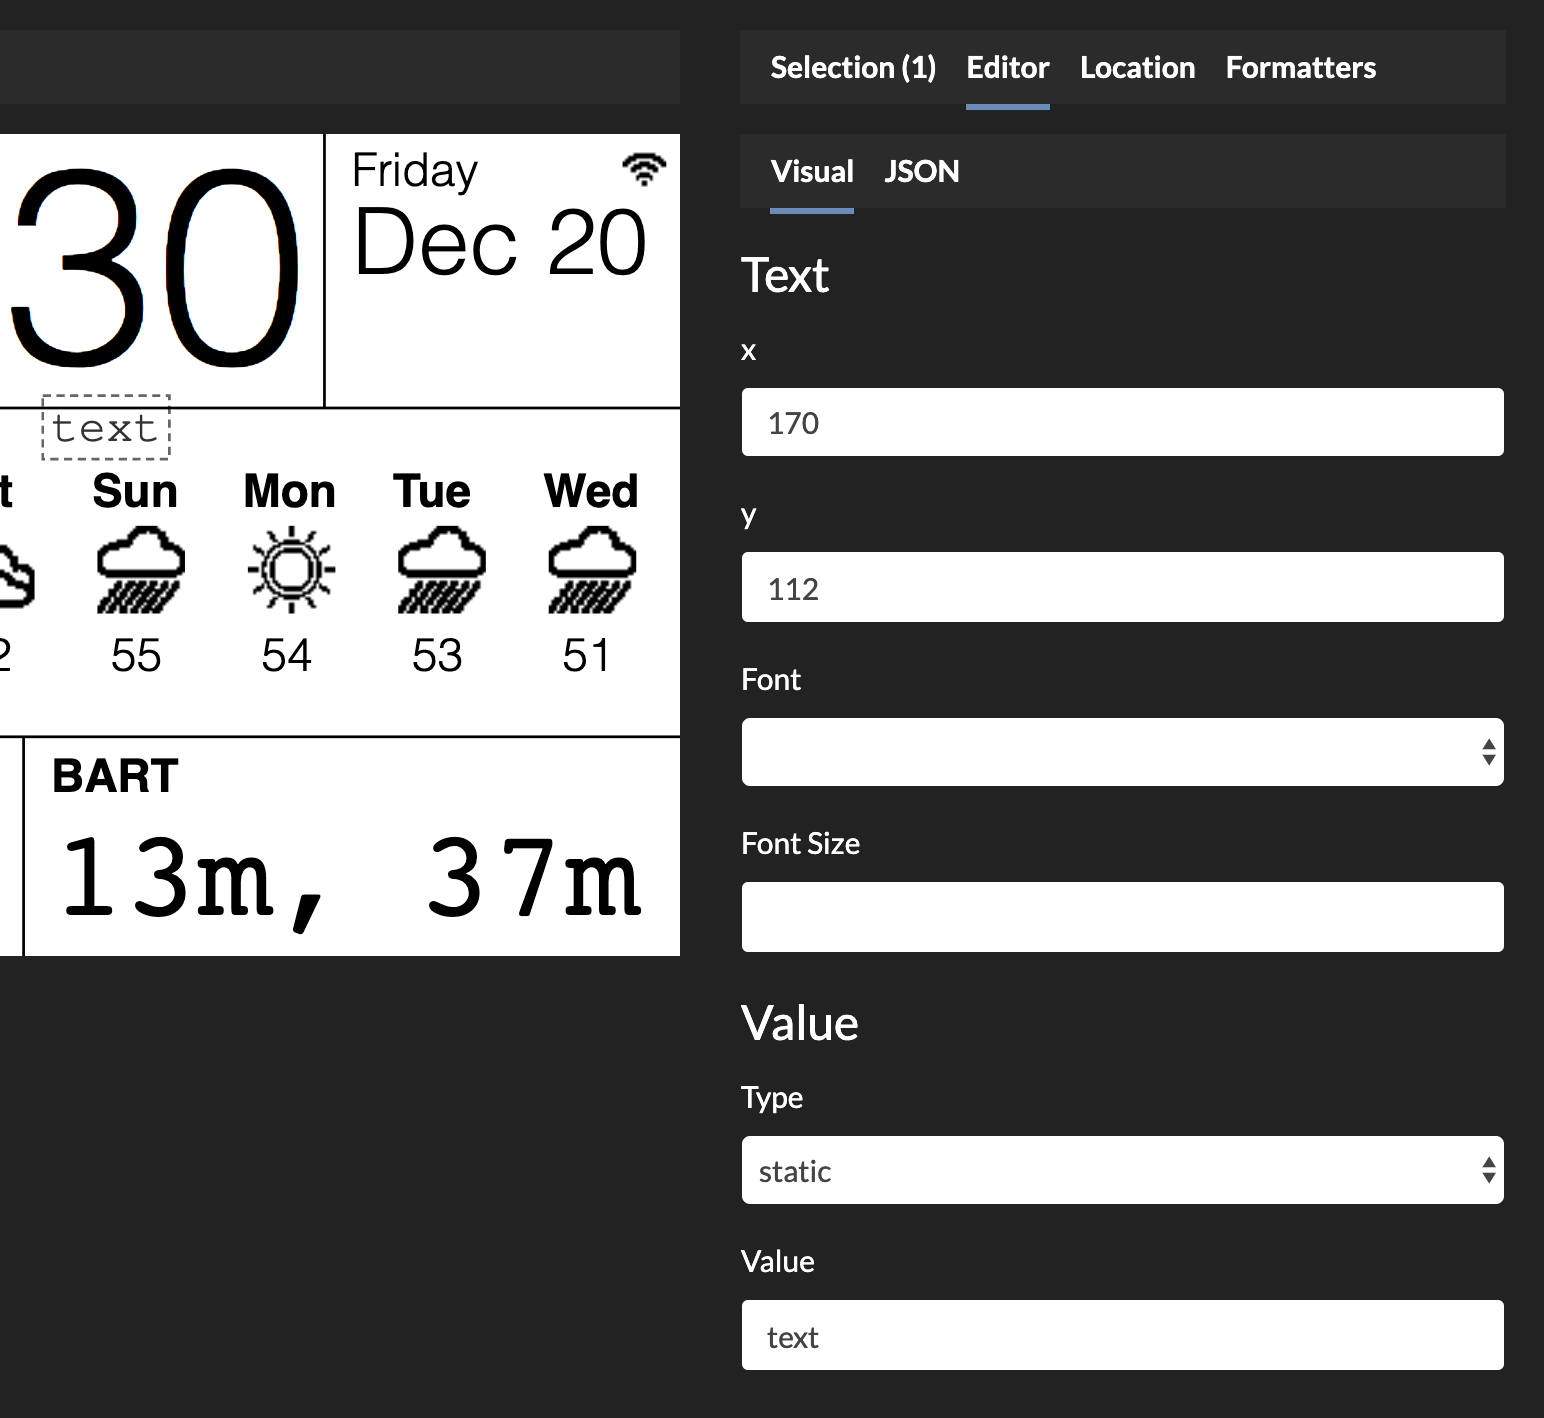 30
Friday
Dec 20
text
t Sun Mon Tue Wed
2 55 54 53 51
BART
13m, 37m
Selection (1) Editor Location Formatters
Visual JSON
Text
x
170
y
112
Font
Font Size
Value
Type
static
Value
text